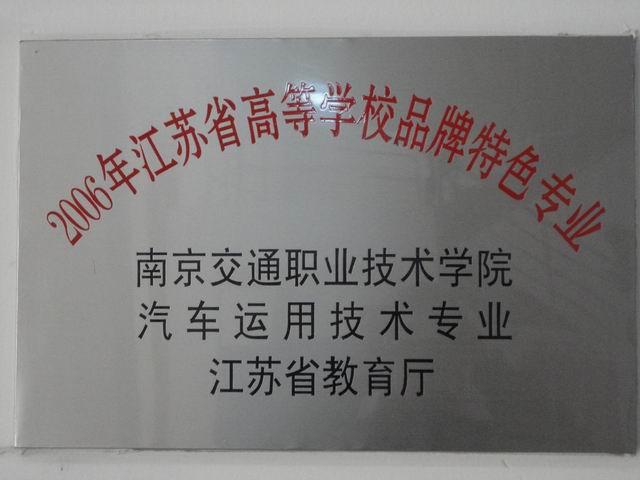 2006年江苏省高等学校品牌特色专业
南京交通职业技术学院
汽车运用技术专业
江苏省教育厅